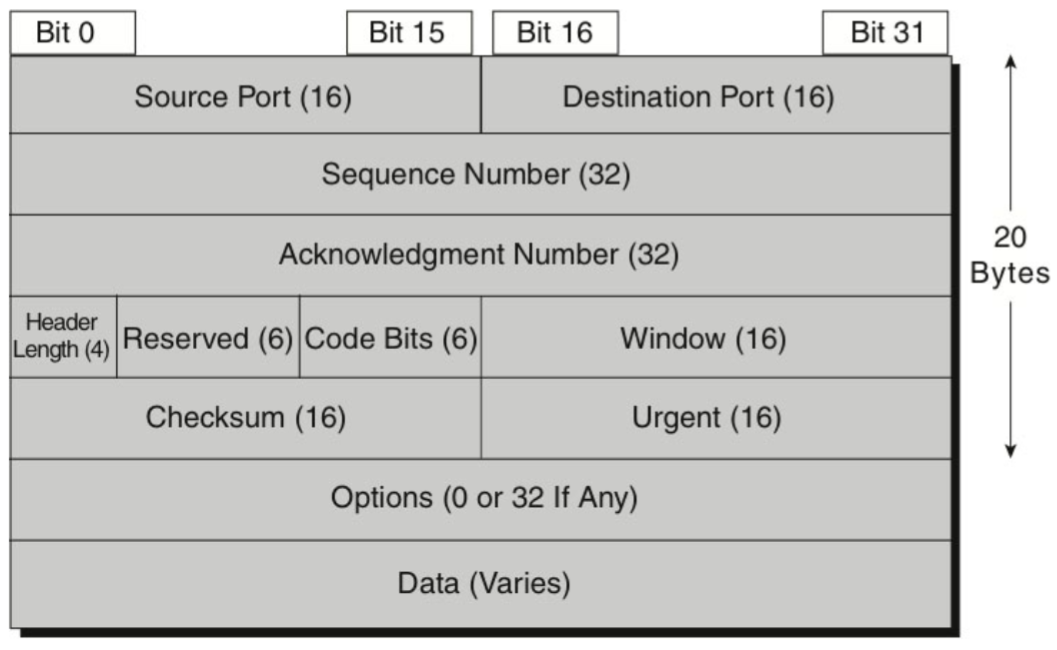 Bit 0
Bit 15
Bit 16
Bit 31
Source Port (16)
Destination Port (16)
Sequence Number (32)
Acknowledgment Number (32)
20
Bytes
Header
Length (4)
Reserved (6)
Code Bits (6)
Window (16)
Checksum (16)
Urgent (16)
Options (0 or 32 If Any)
Data (Varies)